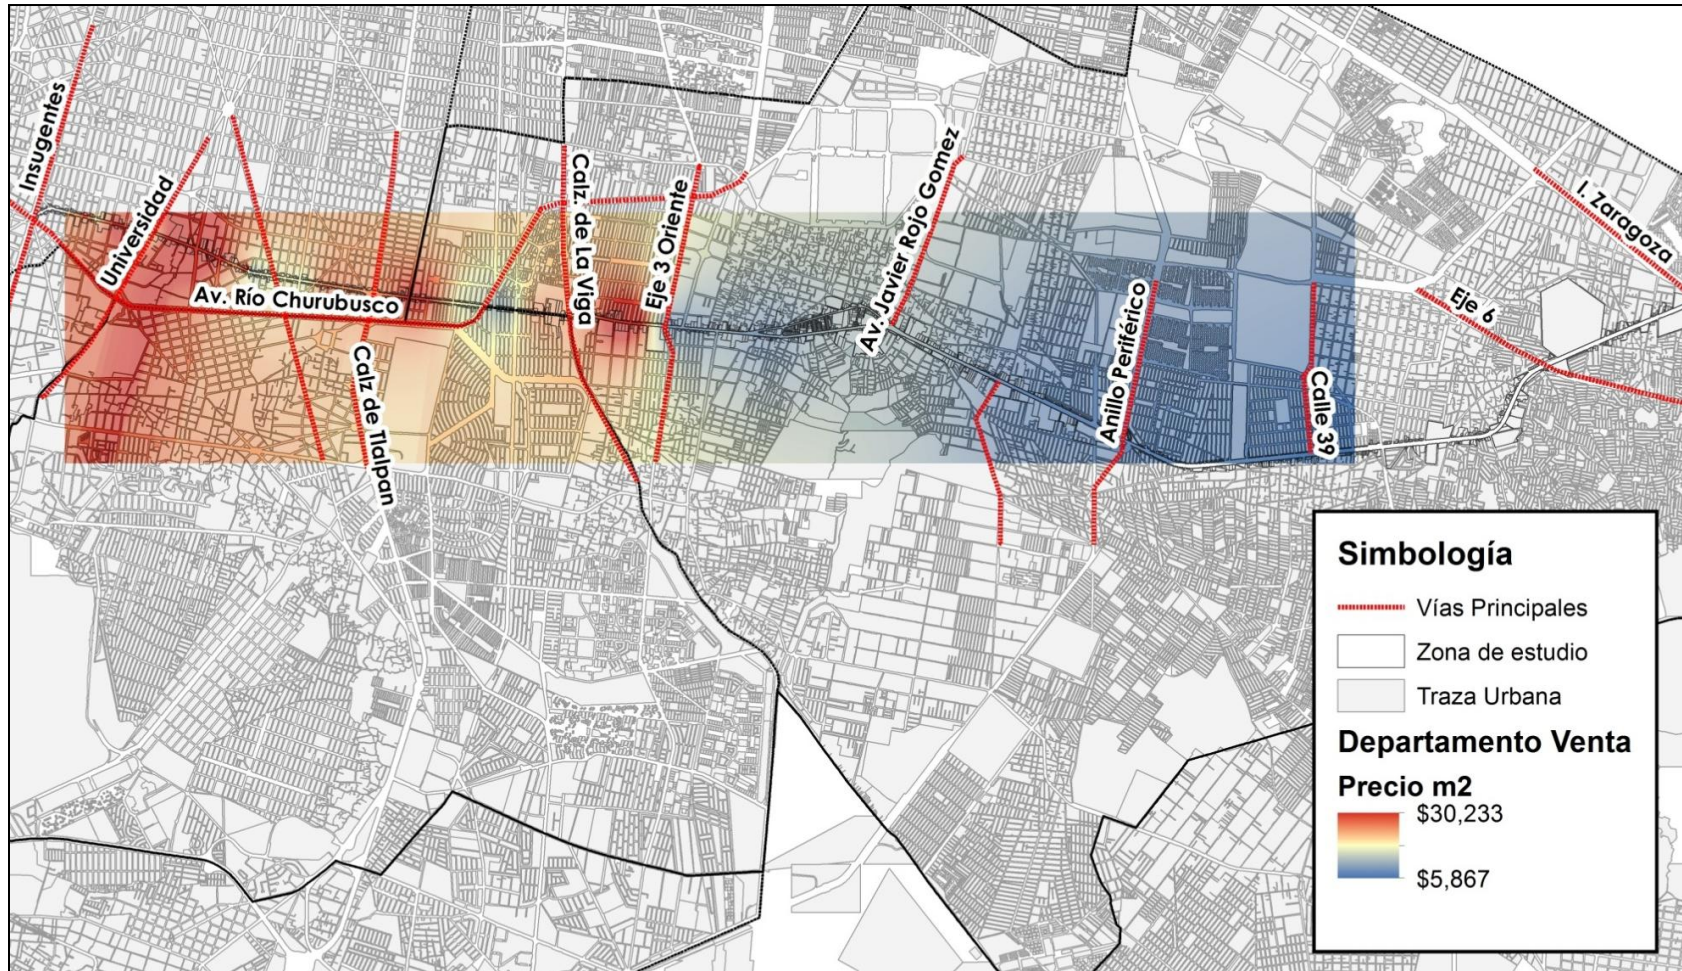 Insugentes
Universidad
Av. Río Churubusco
Calz de Tlalpan
Calz. de La Viga
Eje 3 Oriente
Av. Javier Rojo Gomez
Anillo Periférico
Calle 39
Eje 6
I. Zaragoza
Simbología
Vías Principales
Zona de estudio
Traza Urbana
Departamento Venta
Precio m2
$30,233
$5,867